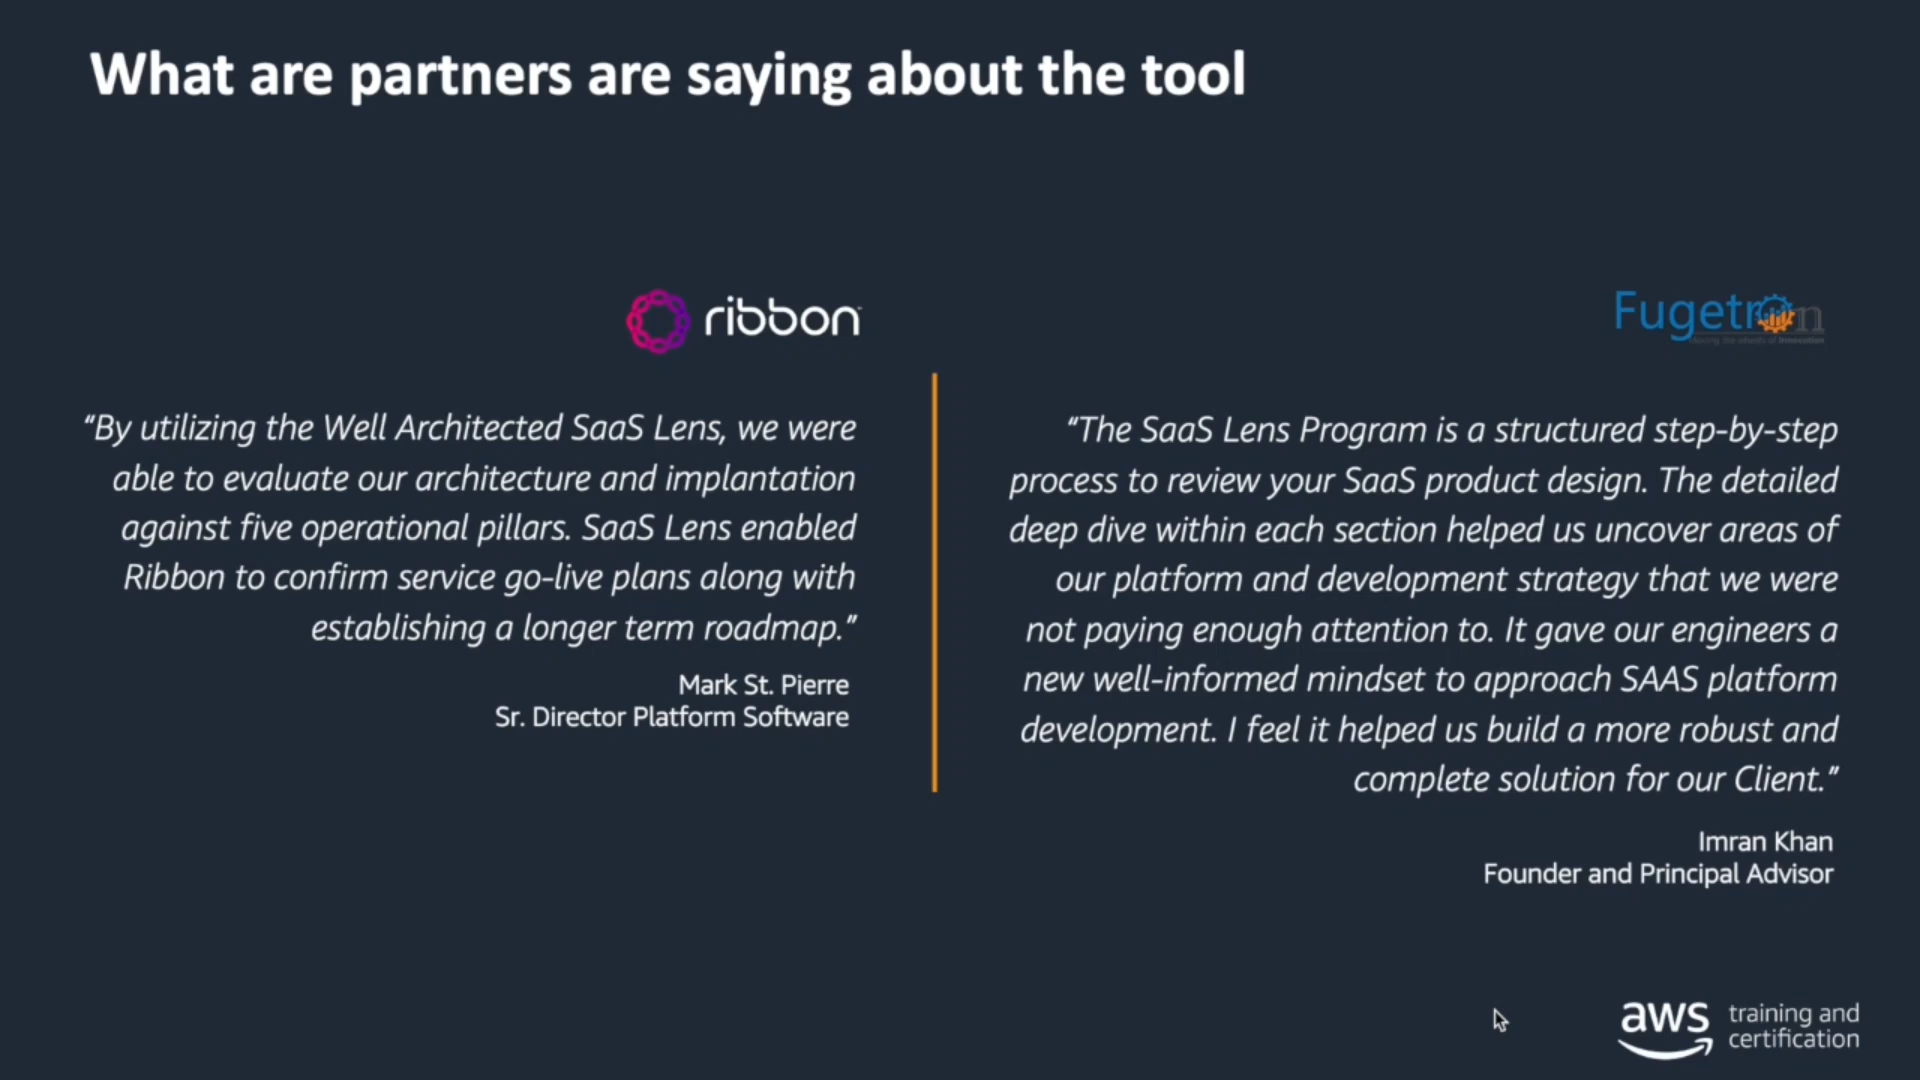 What are partners are saying about the tool
ribbon
“By utilizing the Well Architected SaaS Lens, we were
able to evaluate our architecture and implantation
against five operational pillars. SaaS Lens enabled
Ribbon to confirm service go-live plans along with
establishing a longer term roadmap.”
Mark St. Pierre
Sr. Director Platform Software
Fugetron
“The SaaS Lens Program is a structured step-by-step
process to review your SaaS product design. The detailed
deep dive within each section helped us uncover areas of
our platform and development strategy that we were
not paying enough attention to. It gave our engineers a
new well-informed mindset to approach SAAS platform
development. I feel it helped us build a more robust and
complete solution for our Client.”
Imran Khan
Founder and Principal Advisor
aws training and
certification